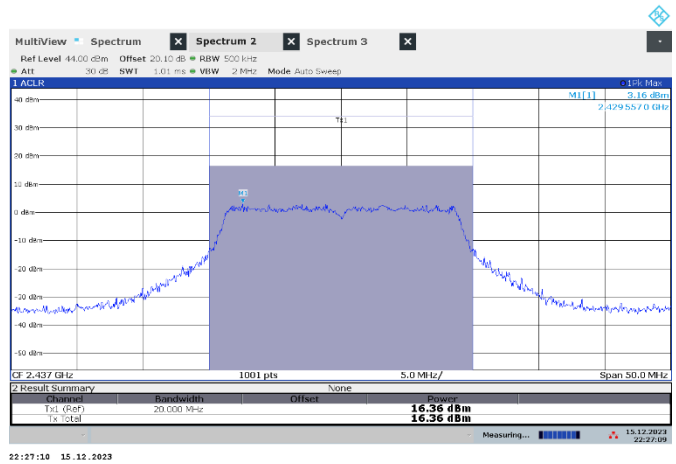 MultiView Spectrum Spectrum 2 Spectrum 3
Ref Level 44.00 dBm Offset 20.10 dB RBW 500 kHz
Att 30 dB SWT 1.01 ms VBW 2 MHz Mode Auto Sweep
1 ACLR 1Pk Max
M1[1] 3.16 dBm
2.4295570 GHz
40 dBm
Tx1
30 dBm
20 dBm
10 dBm
M1
0 dBm
-10 dBm
-20 dBm
-30 dBm
-40 dBm
-50 dBm
CF 2.437 GHz 1001 pts 5.0 MHz/ Span 50.0 MHz
2 Result Summary None
Channel Bandwidth Offset Power
Tx1 (Ref) 20.000 MHz 16.36 dBm
Tx Total 16.36 dBm
Measuring... 15.12.2023
22:27:09
22:27:10 15.12.2023